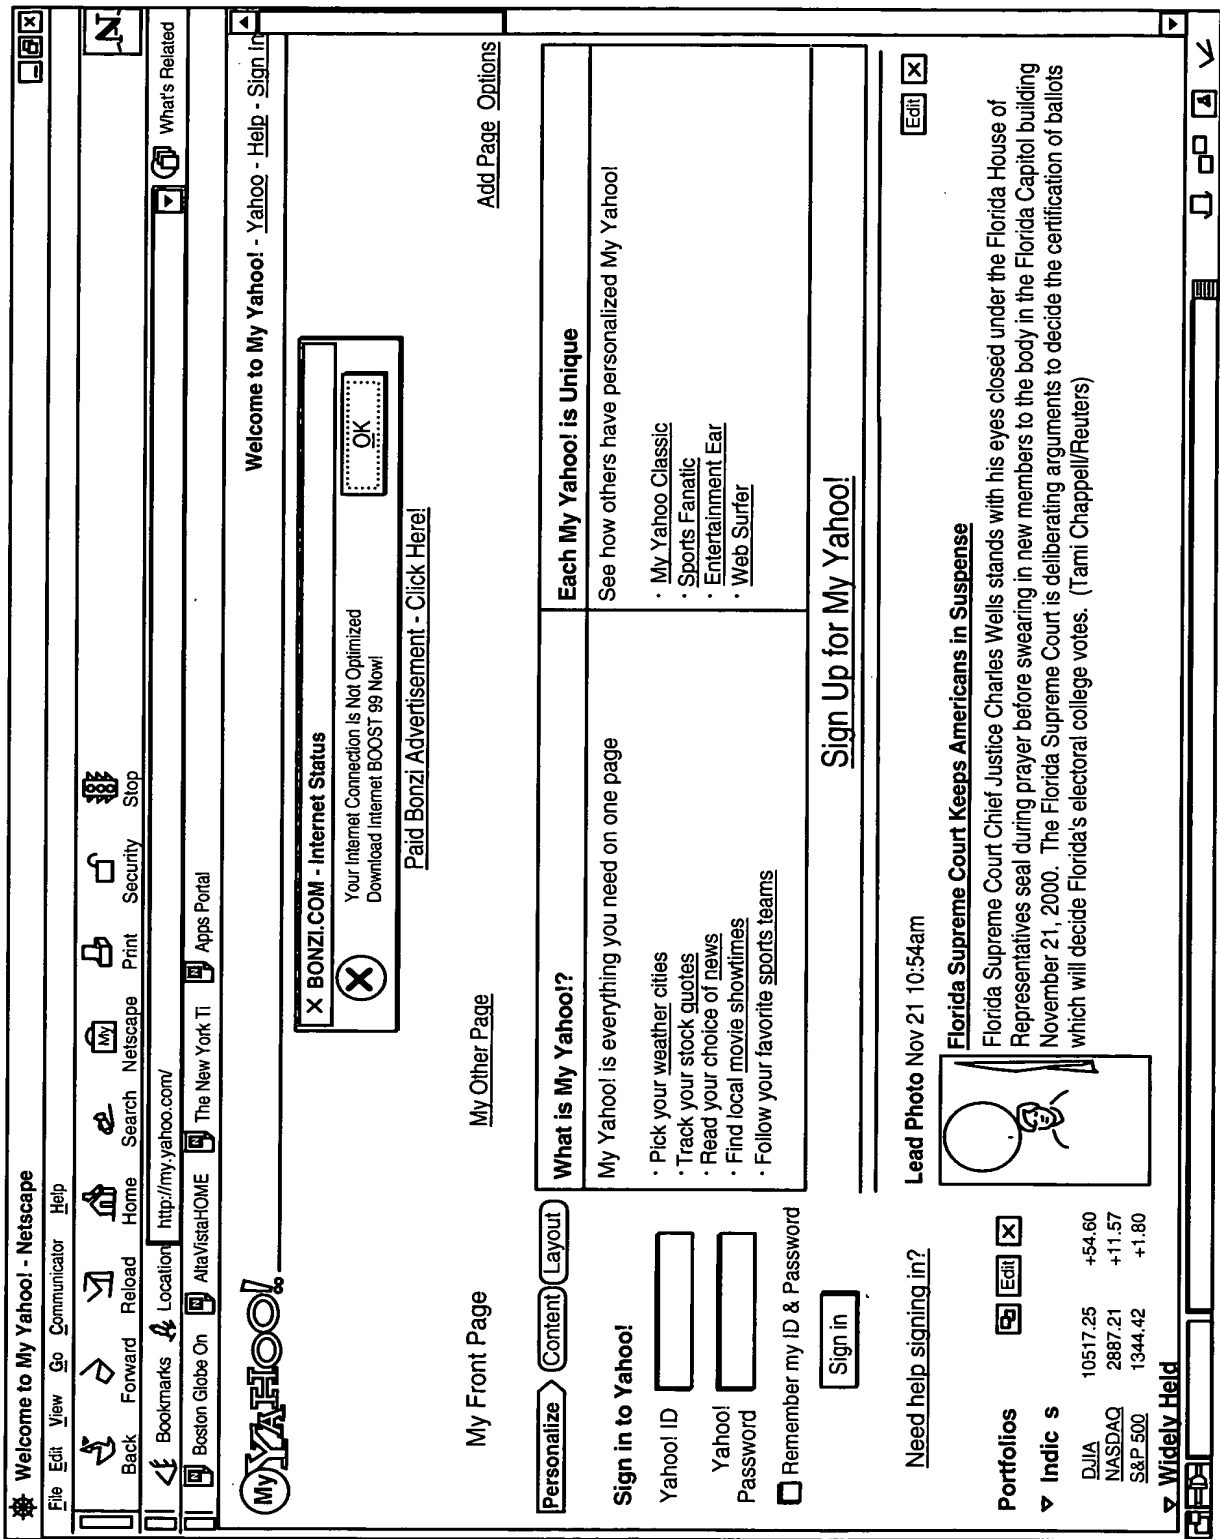 Welcome to My Yahoo! - Netscape
File Edit View Go Communicator Help
Back Forward Reload Home Search Netscape Print Security Stop
My
N
Bookmarks Location http://my.yahoo.com/ What's Related
Boston Globe On AltaVistaHOME The New York Ti Apps Portal
My YAHOO! Welcome to My Yahoo! - Yahoo - Help - Sign In
X BONZI.COM - Internet Status
Your Internet Connection Is Not Optimized
Download Internet BOOST 99 Now!
OK
Paid Bonzi Advertisement - Click Here!
My Front Page My Other Page Add Page Options
Personalize Content Layout
Sign in to Yahoo!
Yahoo! ID
Yahoo!
Password
Remember my ID & Password
Sign in
Need help signing in?
What is My Yahoo!?
My Yahoo! is everything you need on one page
· Pick your weather cities
· Track your stock quotes
· Read your choice of news
· Find local movie showtimes
· Follow your favorite sports teams
Each My Yahoo! is Unique
See how others have personalized My Yahoo!
· My Yahoo Classic
· Sports Fanatic
· Entertainment Ear
· Web Surfer
Sign Up for My Yahoo!
Portfolios Edit X
Indic s
DJIA 10517.25 +54.60
NASDAQ 2887.21 +11.57
S&P 500 1344.42 +1.80
Widely Held
Lead Photo Nov 21 10:54am Edit X
Florida Supreme Court Keeps Americans in Suspense
Florida Supreme Court Chief Justice Charles Wells stands with his eyes closed under the Florida House of
Representatives seal during prayer before swearing in new members to the body in the Florida Capitol building
November 21, 2000. The Florida Supreme Court is deliberating arguments to decide the certification of ballots
which will decide Florida's electoral college votes. (Tami Chappell/Reuters)